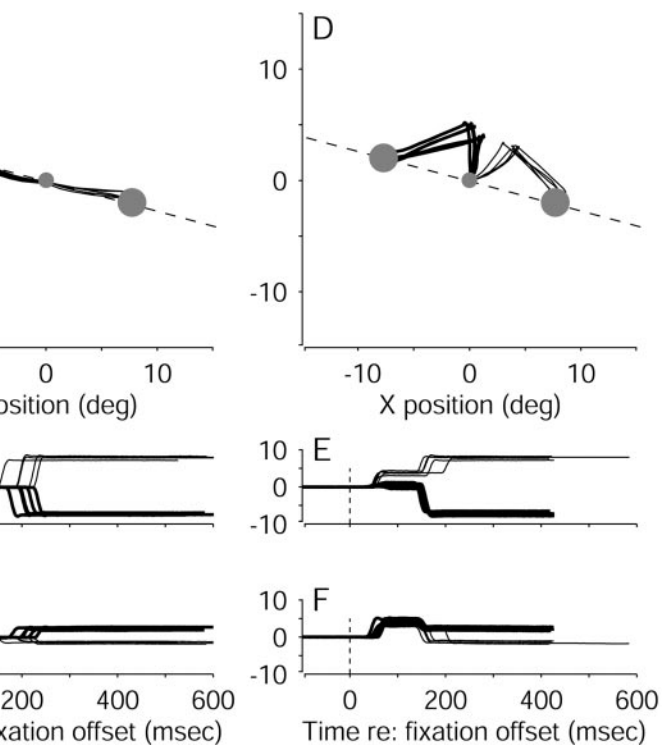 D
10
0
-10
0 10
osition (deg)
-10 0 10
X position (deg)
E
10
0
-10
F
10
0
-10
200 400 600
xation offset (msec)
0 200 400 600
Time re: fixation offset (msec)